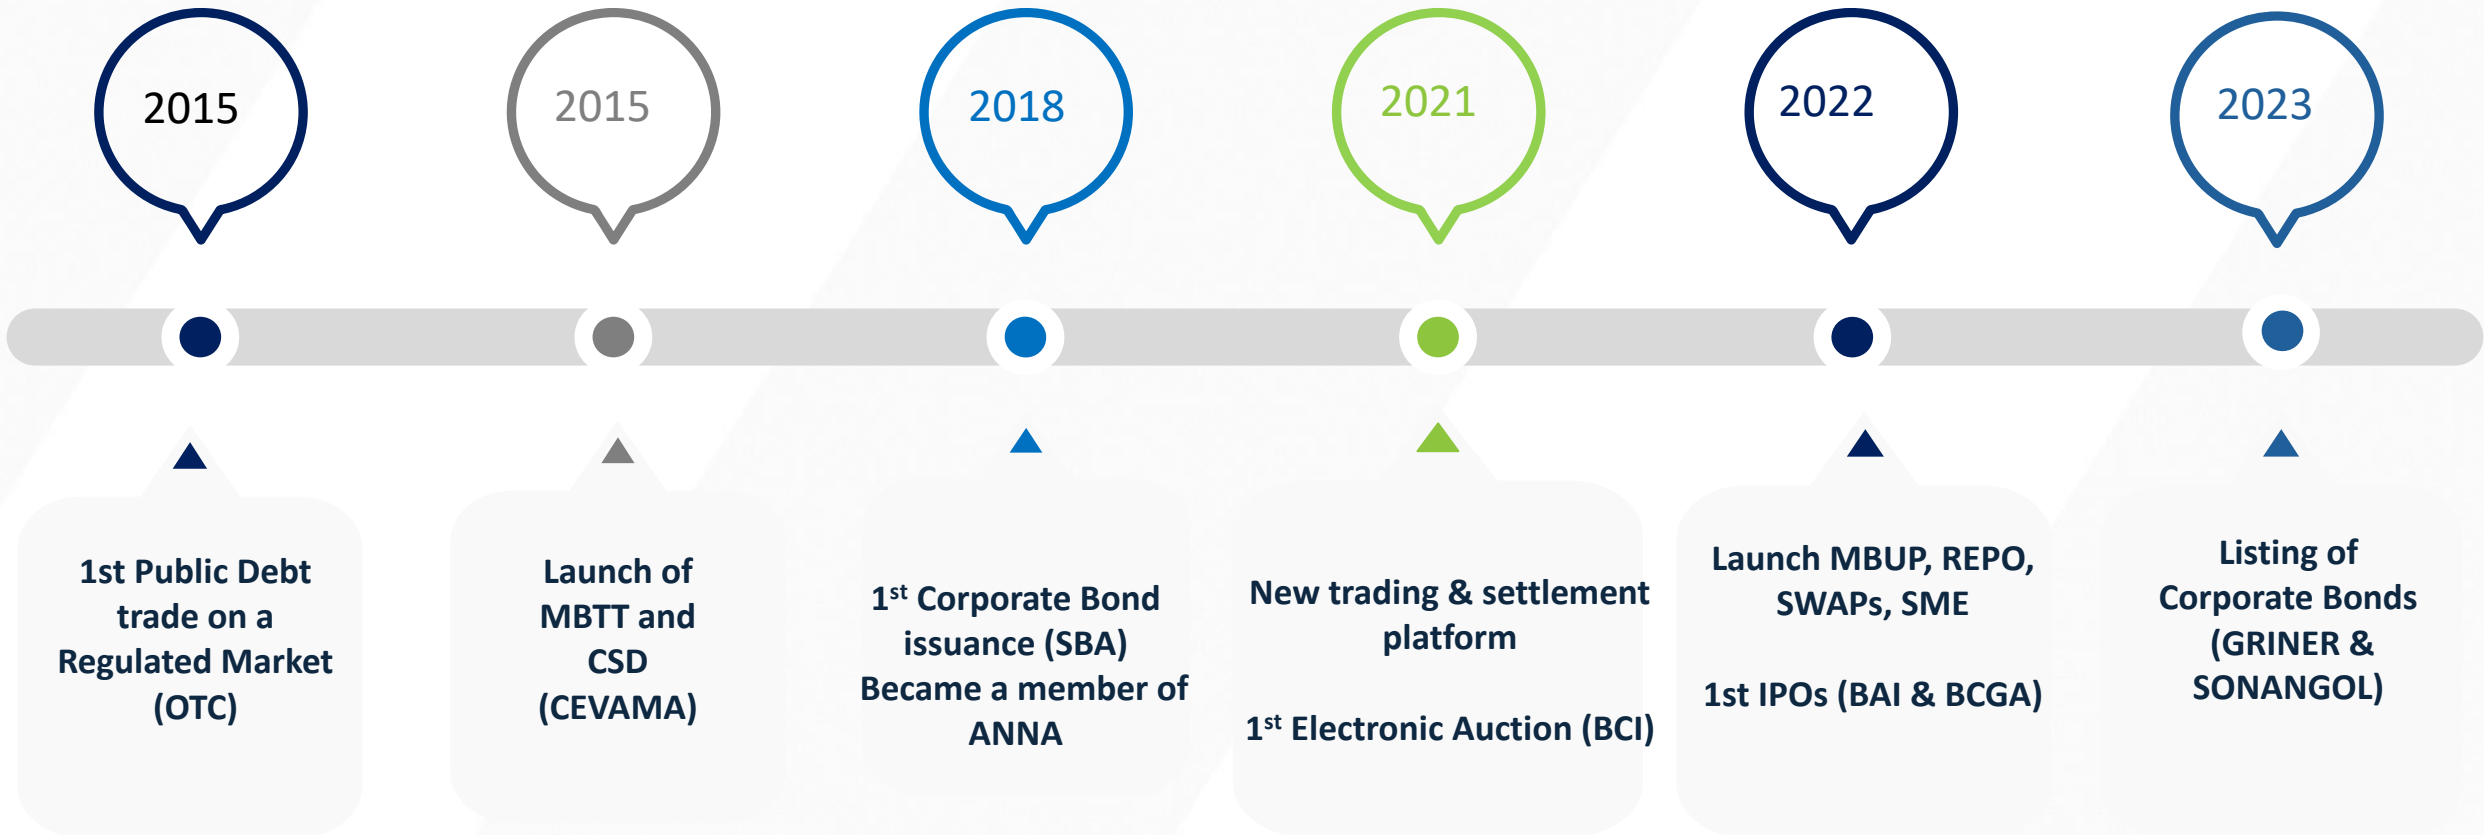 2015
2015
2018
2021
2022
2023
1st Public Debt
trade on a
Regulated Market
(OTC)
Launch of
MBTT and
CSD
(CEVAMA)
1st Corporate Bond
issuance (SBA)
Became a member of
ANNA
New trading & settlement
platform
1st Electronic Auction (BCI)
Launch MBUP, REPO,
SWAPs, SME
1st IPOs (BAI & BCGA)
Listing of
Corporate Bonds
(GRINER &
SONANGOL)